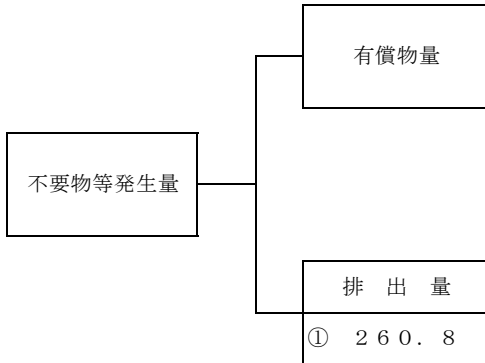 有償物量
不要物等発生量
排　出　量
①　２６０．８